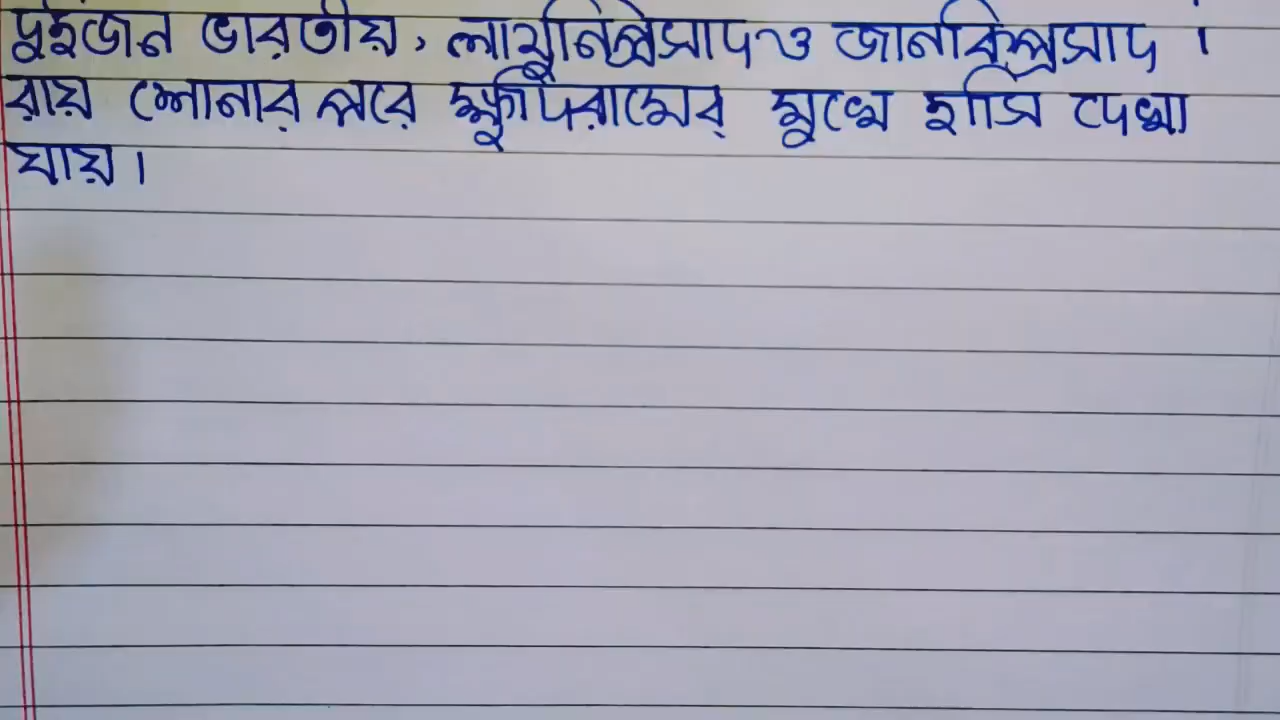 দুইজন ভারতীয়, লাথুনিপ্রসাদ ও জানকিপ্রসাদ ।
রায় শোনার পরে ক্ষুদিরামের মুখে হাসি দেখা
যায়।